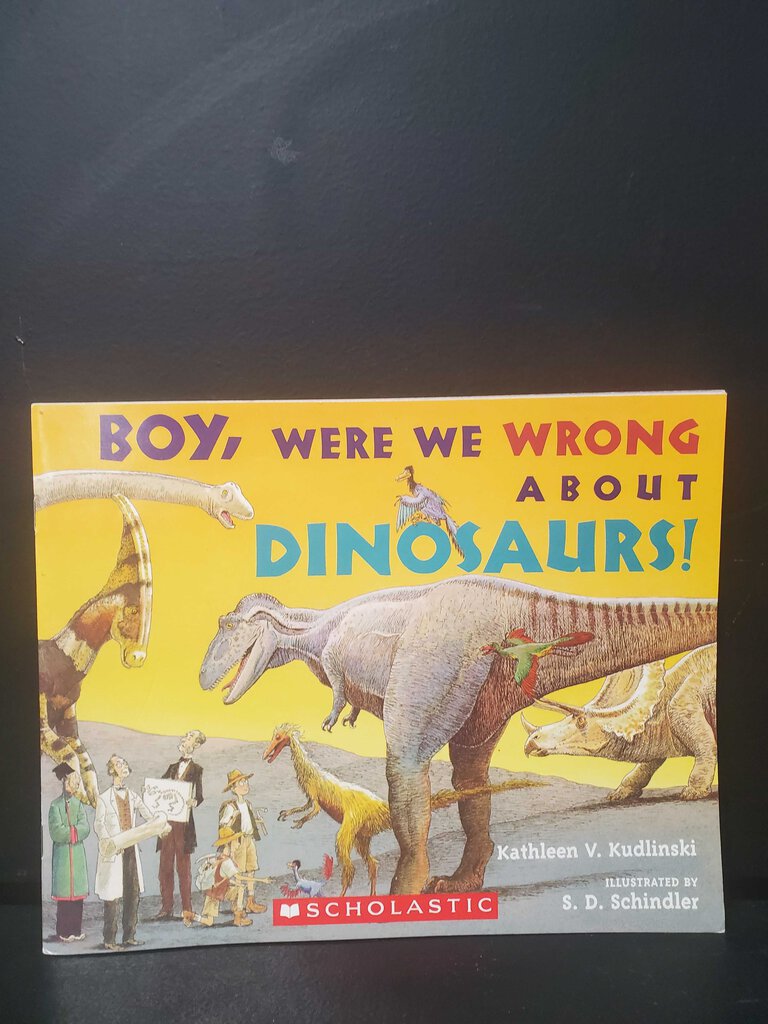 BOY, WERE WE WRONG
ABOUT
DINOSAURS!
Kathleen V. Kudlinski
ILLUSTRATED BY
S. D. Schindler
SCHOLASTIC